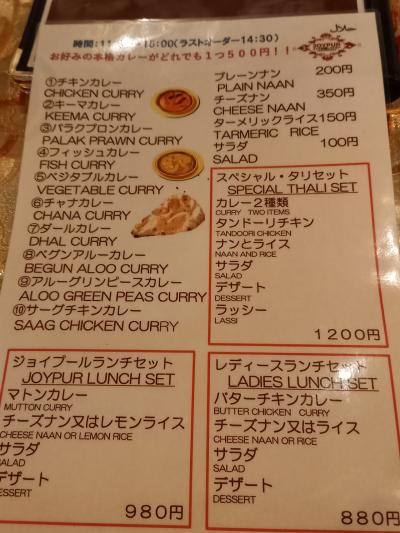 時間:11 15:00(ラストオーダー14:30)
お好みの本格カレーがどれでも1つ500円!!
حلال
JOYPUR
①チキンカレー
CHICKEN CURRY
②キーマカレー
KEEMA CURRY
③パラクプロンカレー
PALAK PRAWN CURRY
④フィッシュカレー
FISH CURRY
⑤ベジタブルカレー
VEGETABLE CURRY
⑥チャナカレー
CHANA CURRY
⑦ダールカレー
DHAL CURRY
⑧ベグンアルーカレー
BEGUN ALOO CURRY
⑨アルーグリンピースカレー
ALOO GREEN PEAS CURRY
⑩サーグチキンカレー
SAAG CHICKEN CURRY
プレーンナン 200円
PLAIN NAAN
チーズナン 350円
CHEESE NAAN
ターメリックライス150円
TARMERIC RICE
サラダ 100円
SALAD
スペシャル・タリセット
SPECIAL THALI SET
カレー2種類
CURRY TWO ITEMS
タンドーリチキン
TANDOORI CHICKEN
ナンとライス
NAAN AND RICE
サラダ
SALAD
デザート
DESSERT
ラッシー
LASSI
1200円
ジョイプールランチセット
JOYPUR LUNCH SET
マトンカレー
MUTTON CURRY
チーズナン又はレモンライス
CHEESE NAAN OR LEMON RICE
サラダ
SALAD
デザート
DESSERT
980円
レディースランチセット
LADIES LUNCH SET
バターチキンカレー
BUTTER CHICKEN CURRY
チーズナン又はライス
CHEESE NAAN OR RICE
サラダ
SALAD
デザート
DESSERT
880円